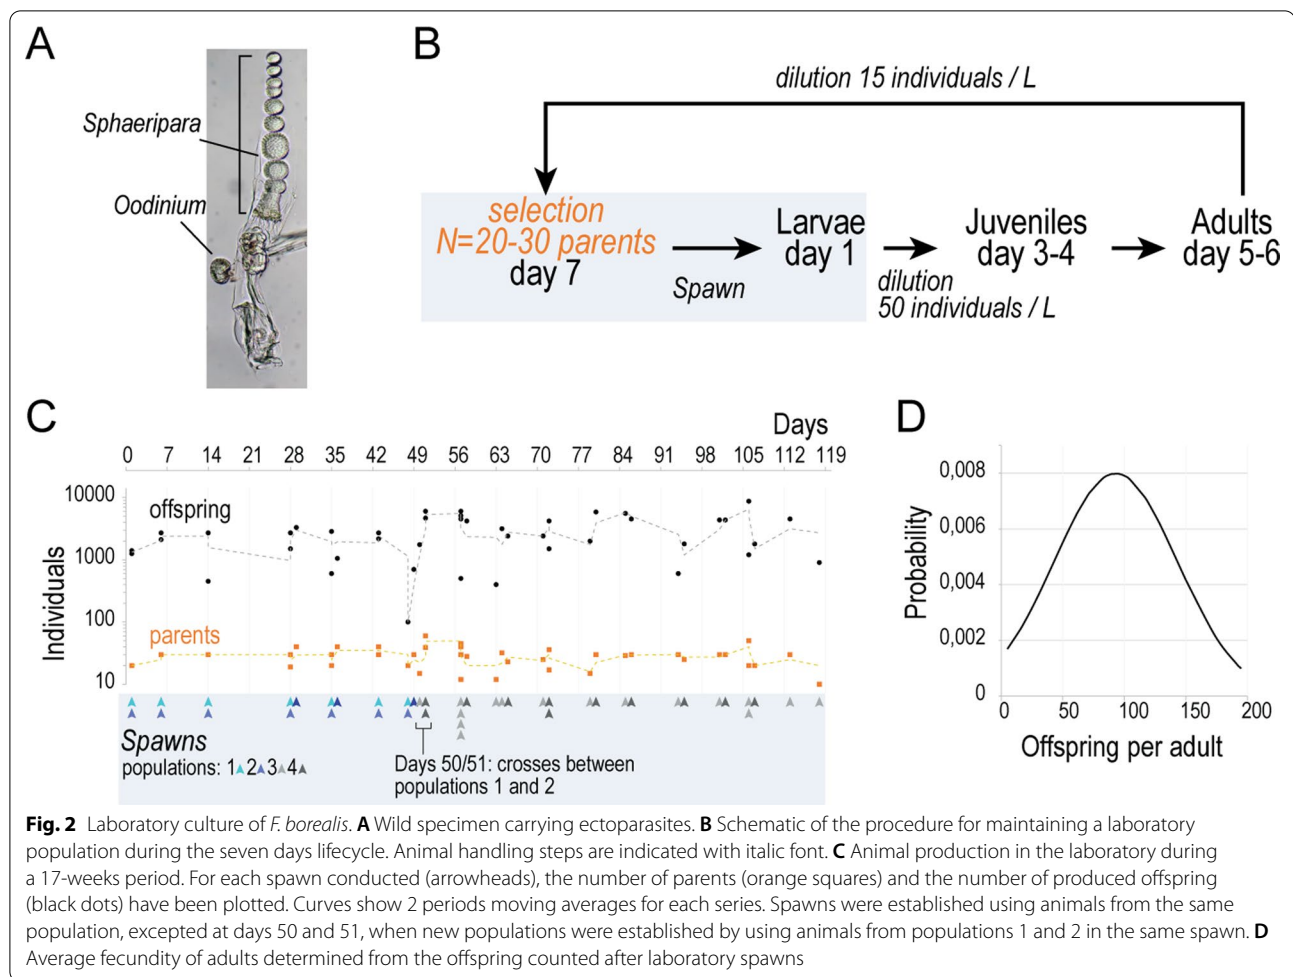 A
Sphaeripara
Oodinium
B
dilution 15 individuals / L
selection
N=20-30 parents
day 7
Spawn
Larvae
day 1
dilution
50 individuals / L
Juveniles
day 3-4
Adults
day 5-6
C
Days
0 7 14 21 28 35 42 49 56 63 70 77 84 91 98 105 112 119
Individuals
10000
1000
100
10
offspring
parents
Spawns
populations: 1 2 3 4
Days 50/51: crosses between
populations 1 and 2
D
Probability
0,008
0,006
0,004
0,002
0
0 50 100 150 200
Offspring per adult
Fig. 2 Laboratory culture of F. borealis. A Wild specimen carrying ectoparasites. B Schematic of the procedure for maintaining a laboratory
population during the seven days lifecycle. Animal handling steps are indicated with italic font. C Animal production in the laboratory during
a 17-weeks period. For each spawn conducted (arrowheads), the number of parents (orange squares) and the number of produced offspring
(black dots) have been plotted. Curves show 2 periods moving averages for each series. Spawns were established using animals from the same
population, excepted at days 50 and 51, when new populations were established by using animals from populations 1 and 2 in the same spawn. D
Average fecundity of adults determined from the offspring counted after laboratory spawns